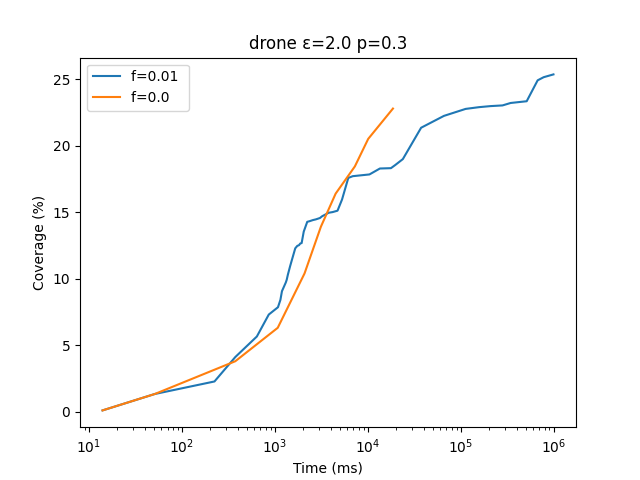 drone ε=2.0 p=0.3
f=0.01
f=0.0
Coverage (%)
25
20
15
10
5
0
10¹ 10² 10³ 10⁴ 10⁵ 10⁶
Time (ms)